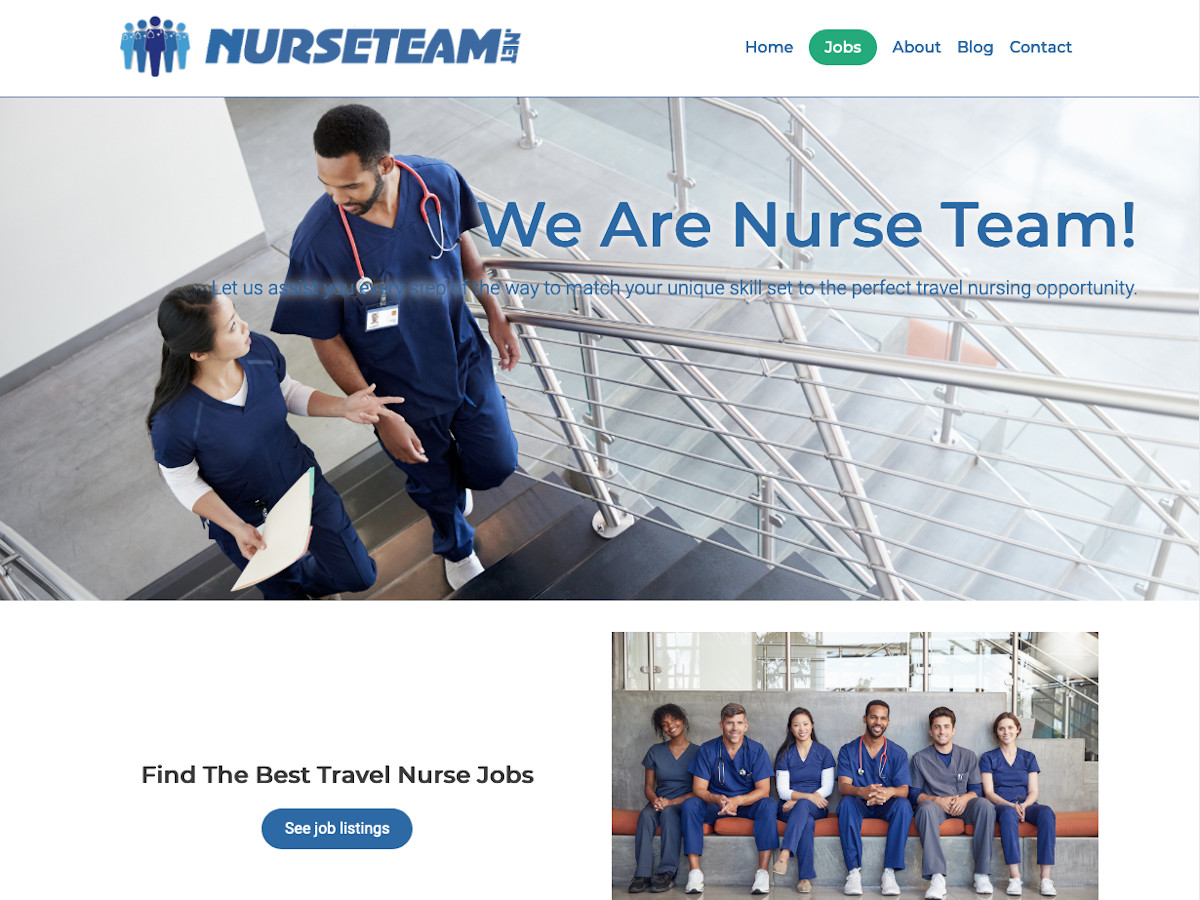 NURSETEAM.NET
Home Jobs About Blog Contact
We Are Nurse Team!
Let us assist you every step of the way to match your unique skill set to the perfect travel nursing opportunity.
Find The Best Travel Nurse Jobs
See job listings